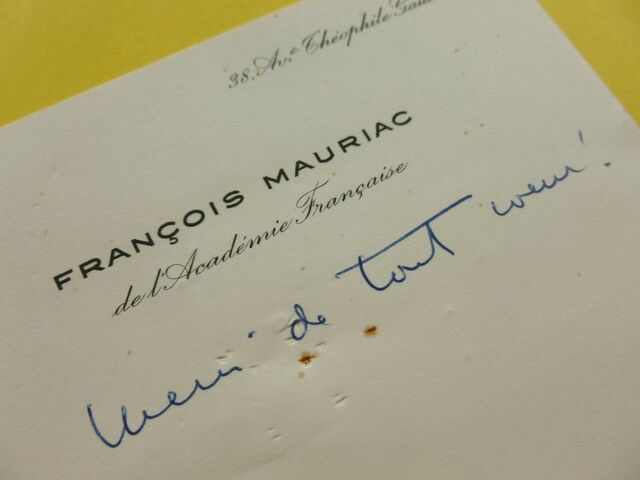 38, Av.e Théophile Gau
FRANÇOIS MAURIAC
de l'Académie Française
Merci de tout cœur!